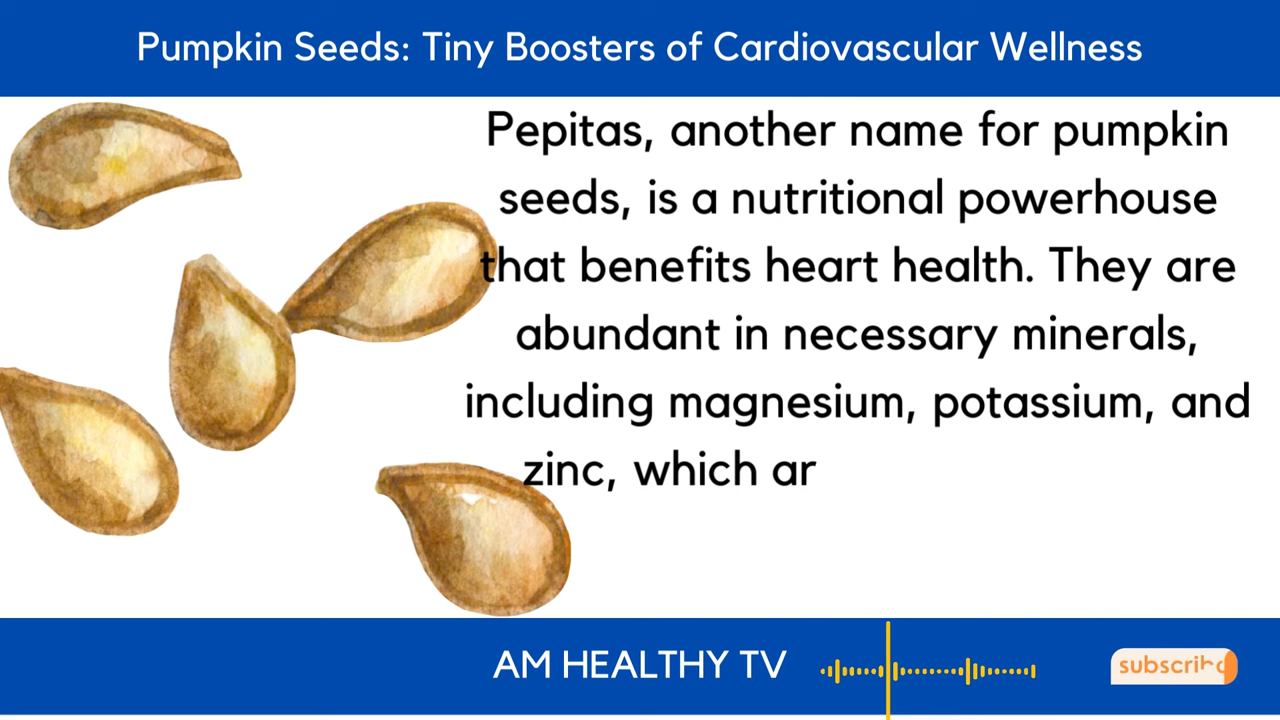 Pumpkin Seeds: Tiny Boosters of Cardiovascular Wellness
Pepitas, another name for pumpkin
seeds, is a nutritional powerhouse
that benefits heart health. They are
abundant in necessary minerals,
including magnesium, potassium, and
zinc, which ar
AM HEALTHY TV
subscribe